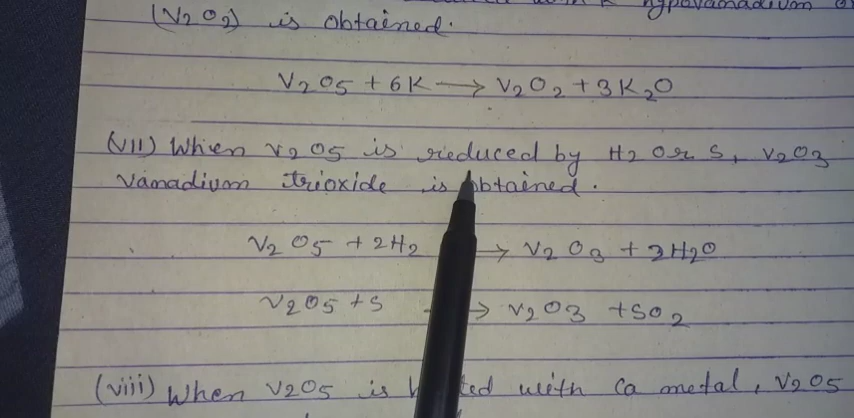 hypovanadium
(V2O2) is obtained.
V2O5 + 6K → V2O2 + 3K2O
(VII) When V2O5 is reduced by H2 or S, V2O3
Vanadium trioxide is obtained.
V2O5 + 2H2 → V2O3 + 2H2O
V2O5 + S → V2O3 + SO2
(viii) When V2O5 is with Ca metal, V2O5